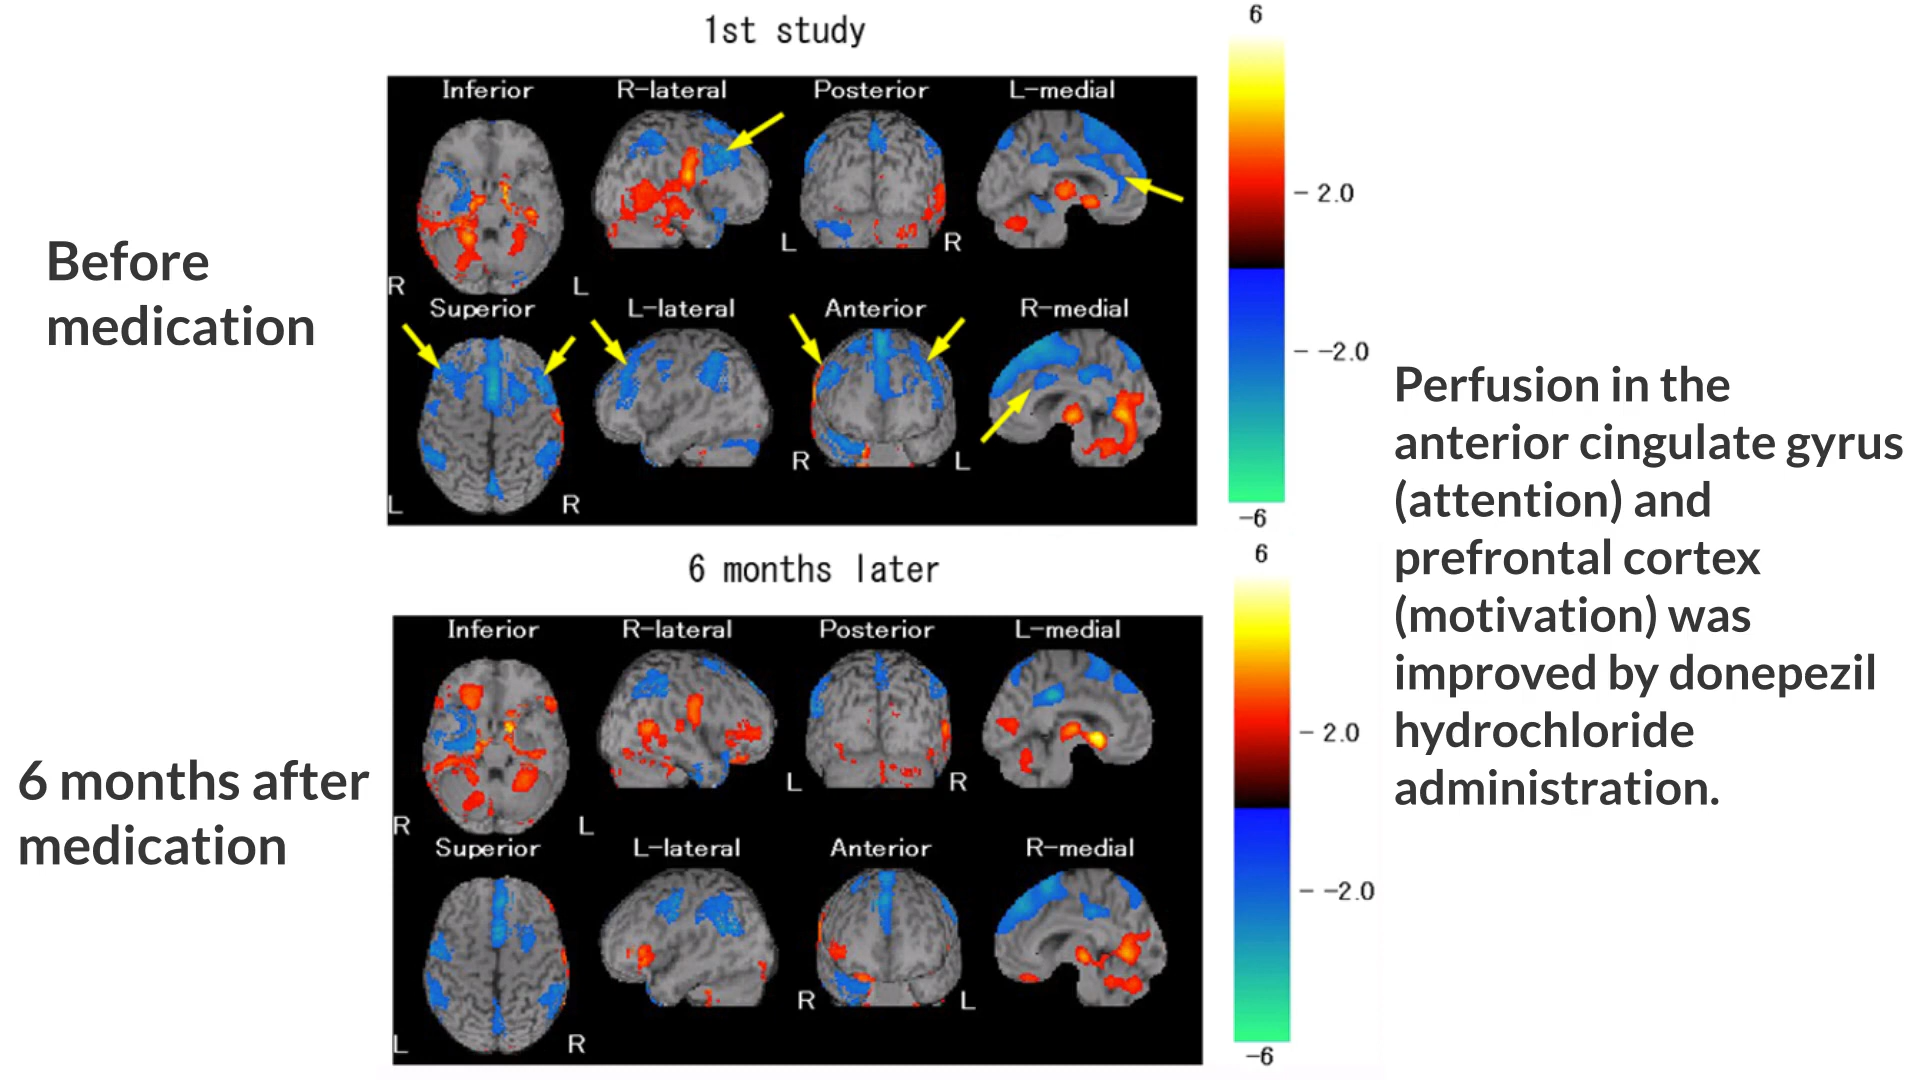 1st study
Before
medication
Inferior
R-lateral
Posterior
L-medial
R
L
L
R
Superior
L-lateral
Anterior
R-medial
L
R
R
L
6
- 2.0
- -2.0
-6
6 months later
6 months after
medication
Inferior
R-lateral
Posterior
L-medial
R
L
L
R
Superior
L-lateral
Anterior
R-medial
L
R
R
L
6
- 2.0
- -2.0
-6
Perfusion in the
anterior cingulate gyrus
(attention) and
prefrontal cortex
(motivation) was
improved by donepezil
hydrochloride
administration.